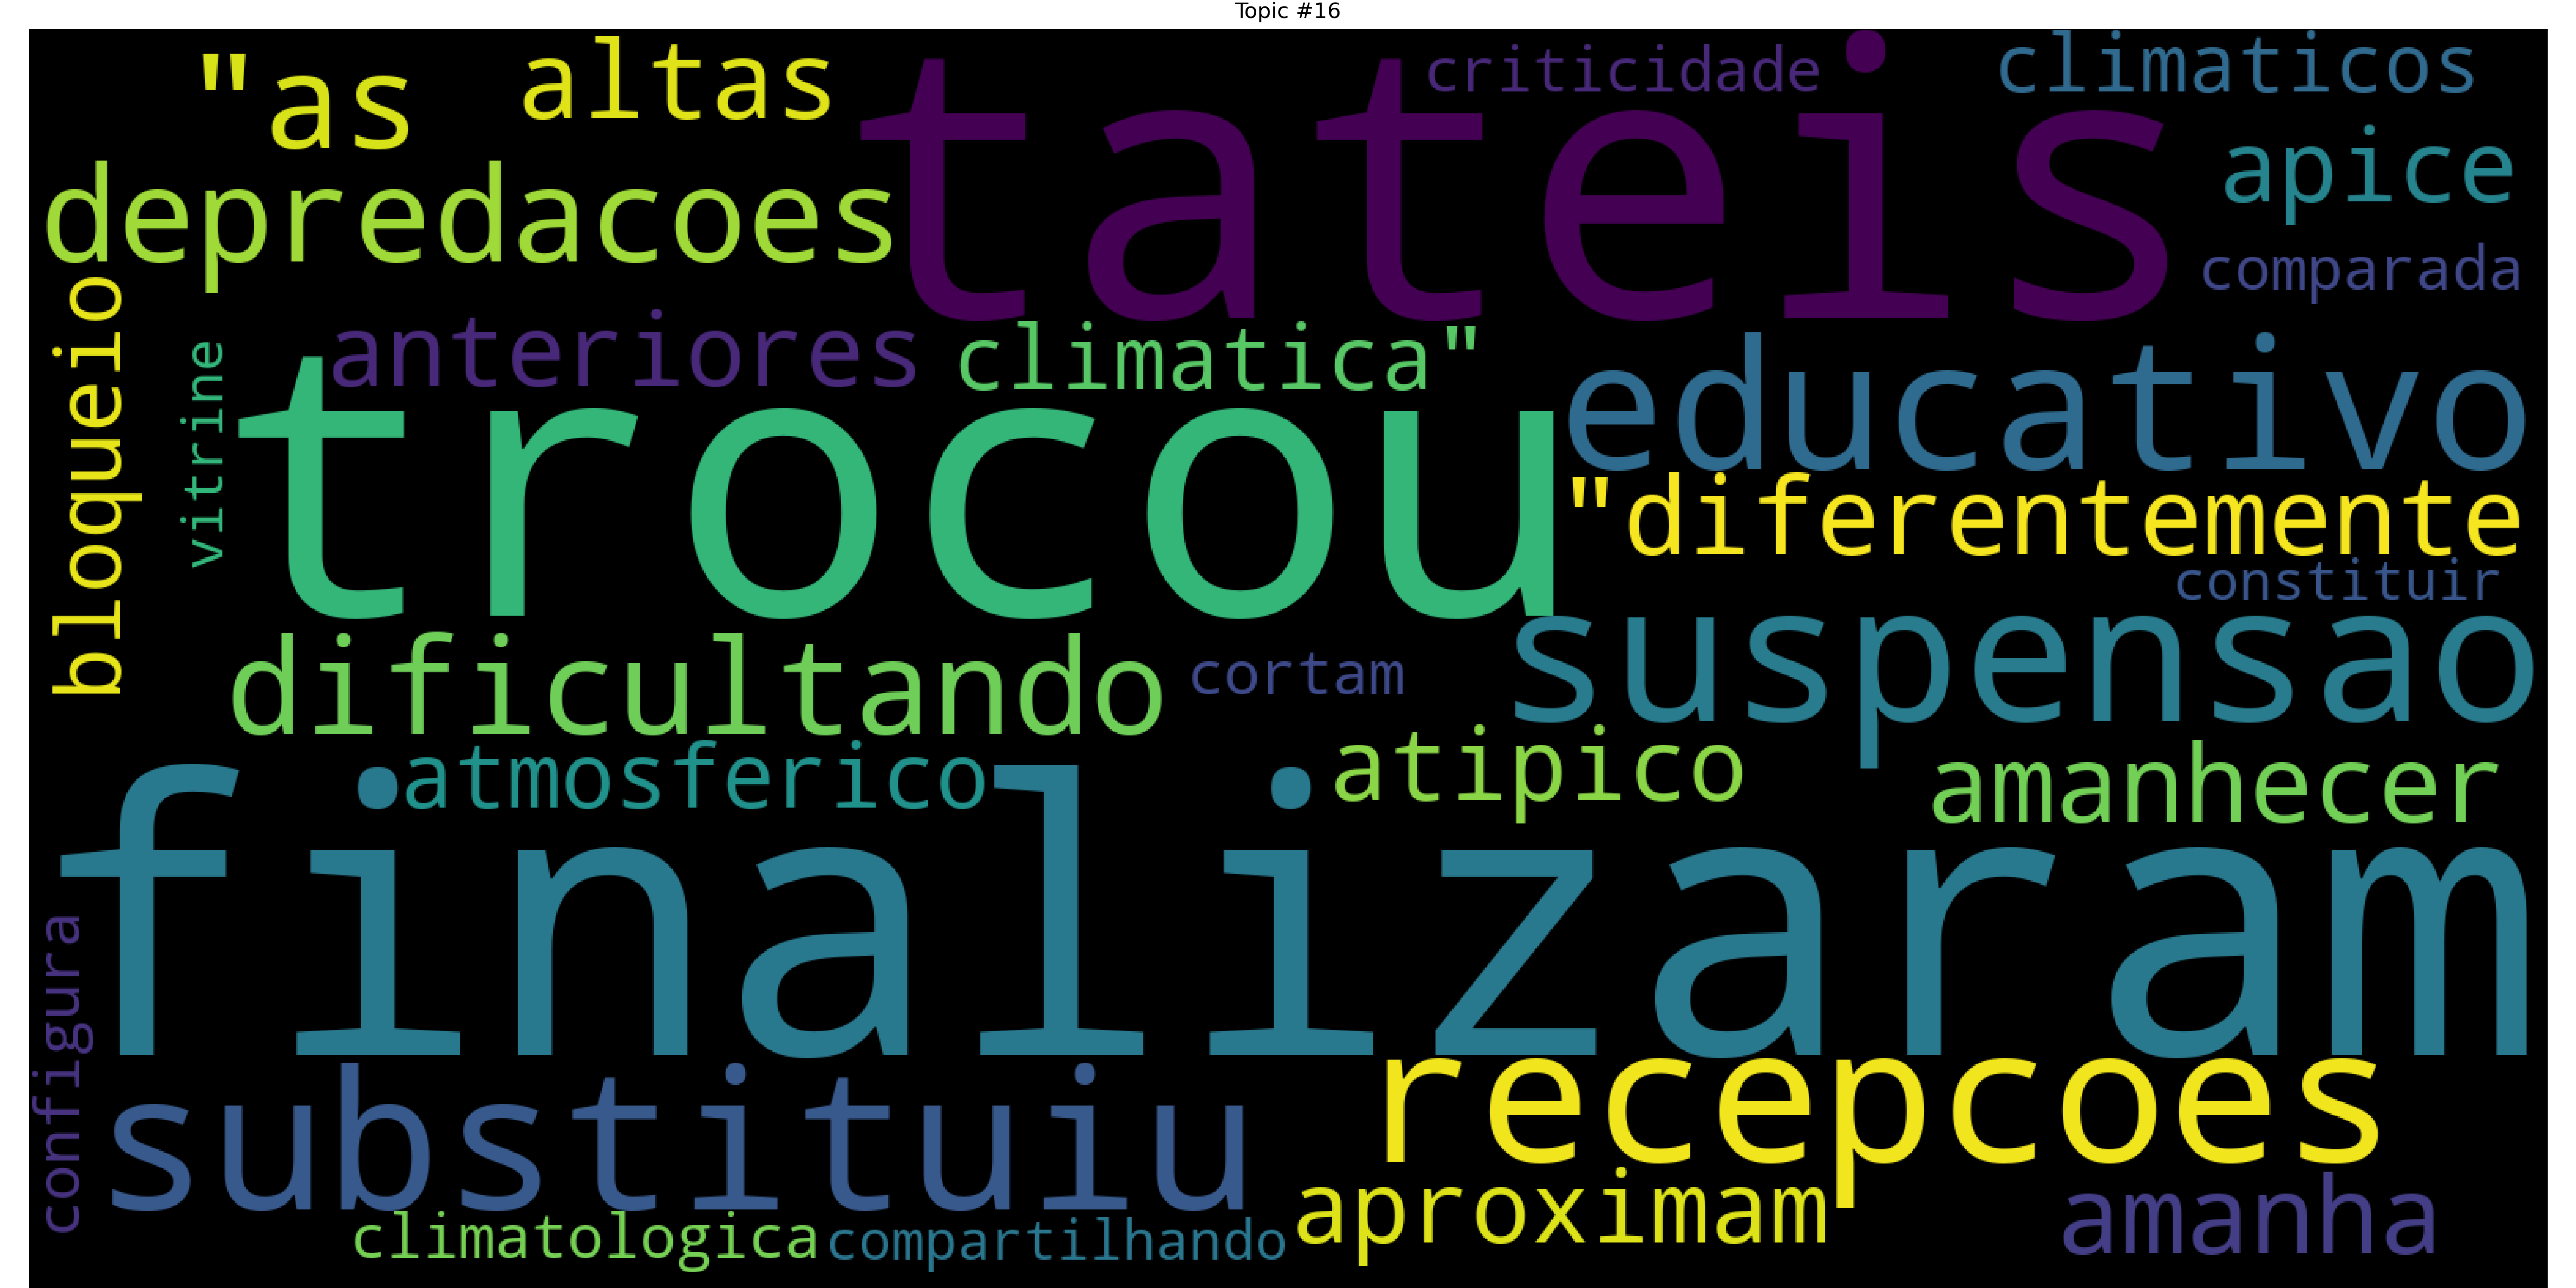 Topic #16
"as
altas
tateis
criticidade
climaticos
apice
depredacoes
comparada
bloqueio
vitrine
anteriores
climatica"
educativo
trocou
"diferentemente
constituir
suspensao
dificultando
cortam
atmosferico
atipico
amanhecer
finalizaram
configura
substituiu
recepcoes
aproximam
amanha
climatologica
compartilhando